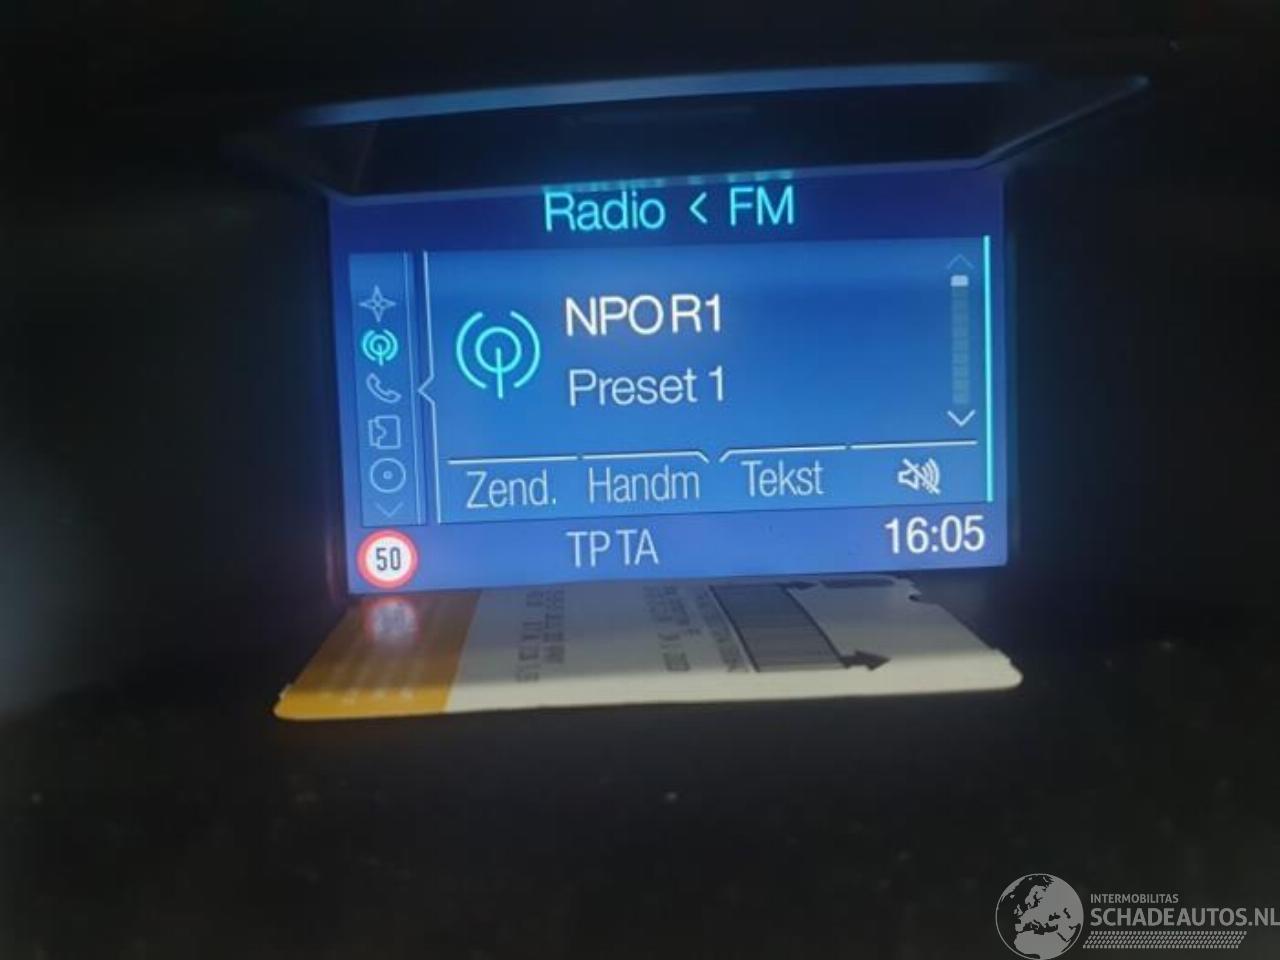 Radio < FM
NPO R1
Preset 1
Zend. Handm Tekst
50 TP TA 16:05
INTERMOBILITAS
SCHADEAUTOS.NL